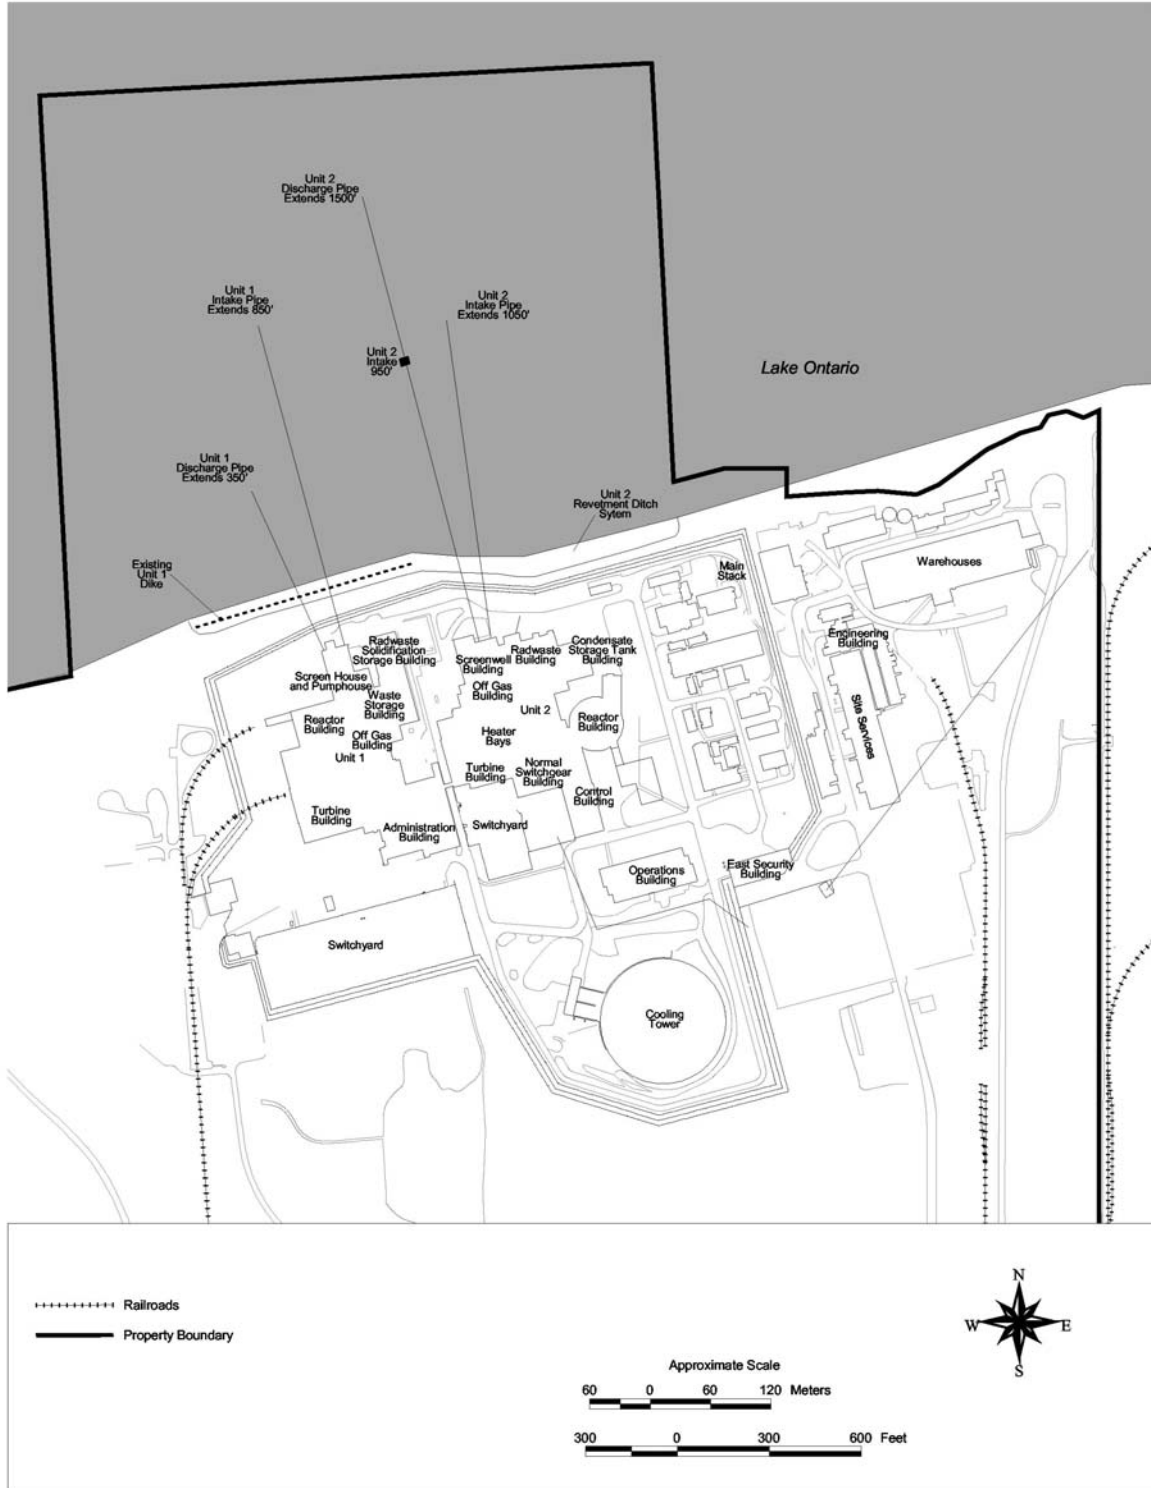 Unit 2
Discharge Pipe
Extends 1500'
Unit 1
Intake Pipe
Extends 850'
Unit 2
Intake Pipe
Extends 1050'
Unit 2
Intake
950'
Lake Ontario
Unit 1
Discharge Pipe
Extends 350'
Unit 2
Revetment Ditch
Sytem
Existing
Unit 1
Dike
Main
Stack
Warehouses
Engineering
Building
Radwaste
Solidification
Storage Building
Screenwell
Building
Radwaste
Building
Condensate
Storage Tank
Building
Screen House
and Pumphouse
Waste
Storage
Building
Off Gas
Building
Unit 2
Reactor
Building
Off Gas
Building
Unit 1
Heater
Bays
Reactor
Building
Site Services
Turbine
Building
Normal
Switchgear
Building
Control
Building
Turbine
Building
Administration
Building
Switchyard
Operations
Building
East Security
Building
Switchyard
Cooling
Tower
Railroads
Property Boundary
N
W
E
S
Approximate Scale
60 0 60 120 Meters
300 0 300 600 Feet